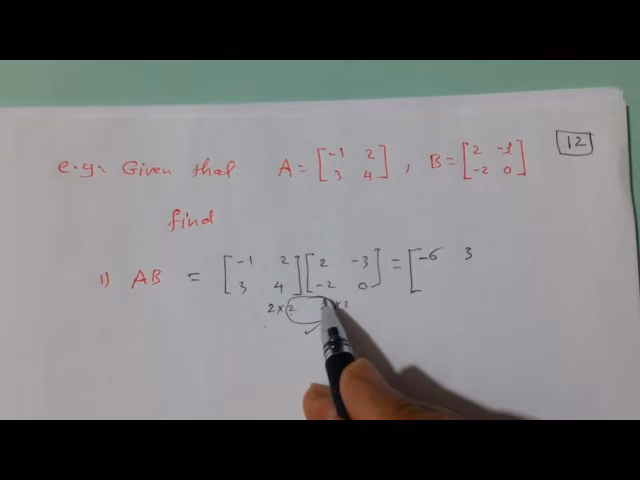 12
e.g. Given that A = [-1 2; 3 4], B = [2 -3; -2 0]
find
1) AB = [-1 2; 3 4] [2 -3; -2 0] = [-6 3
2×2 ×2